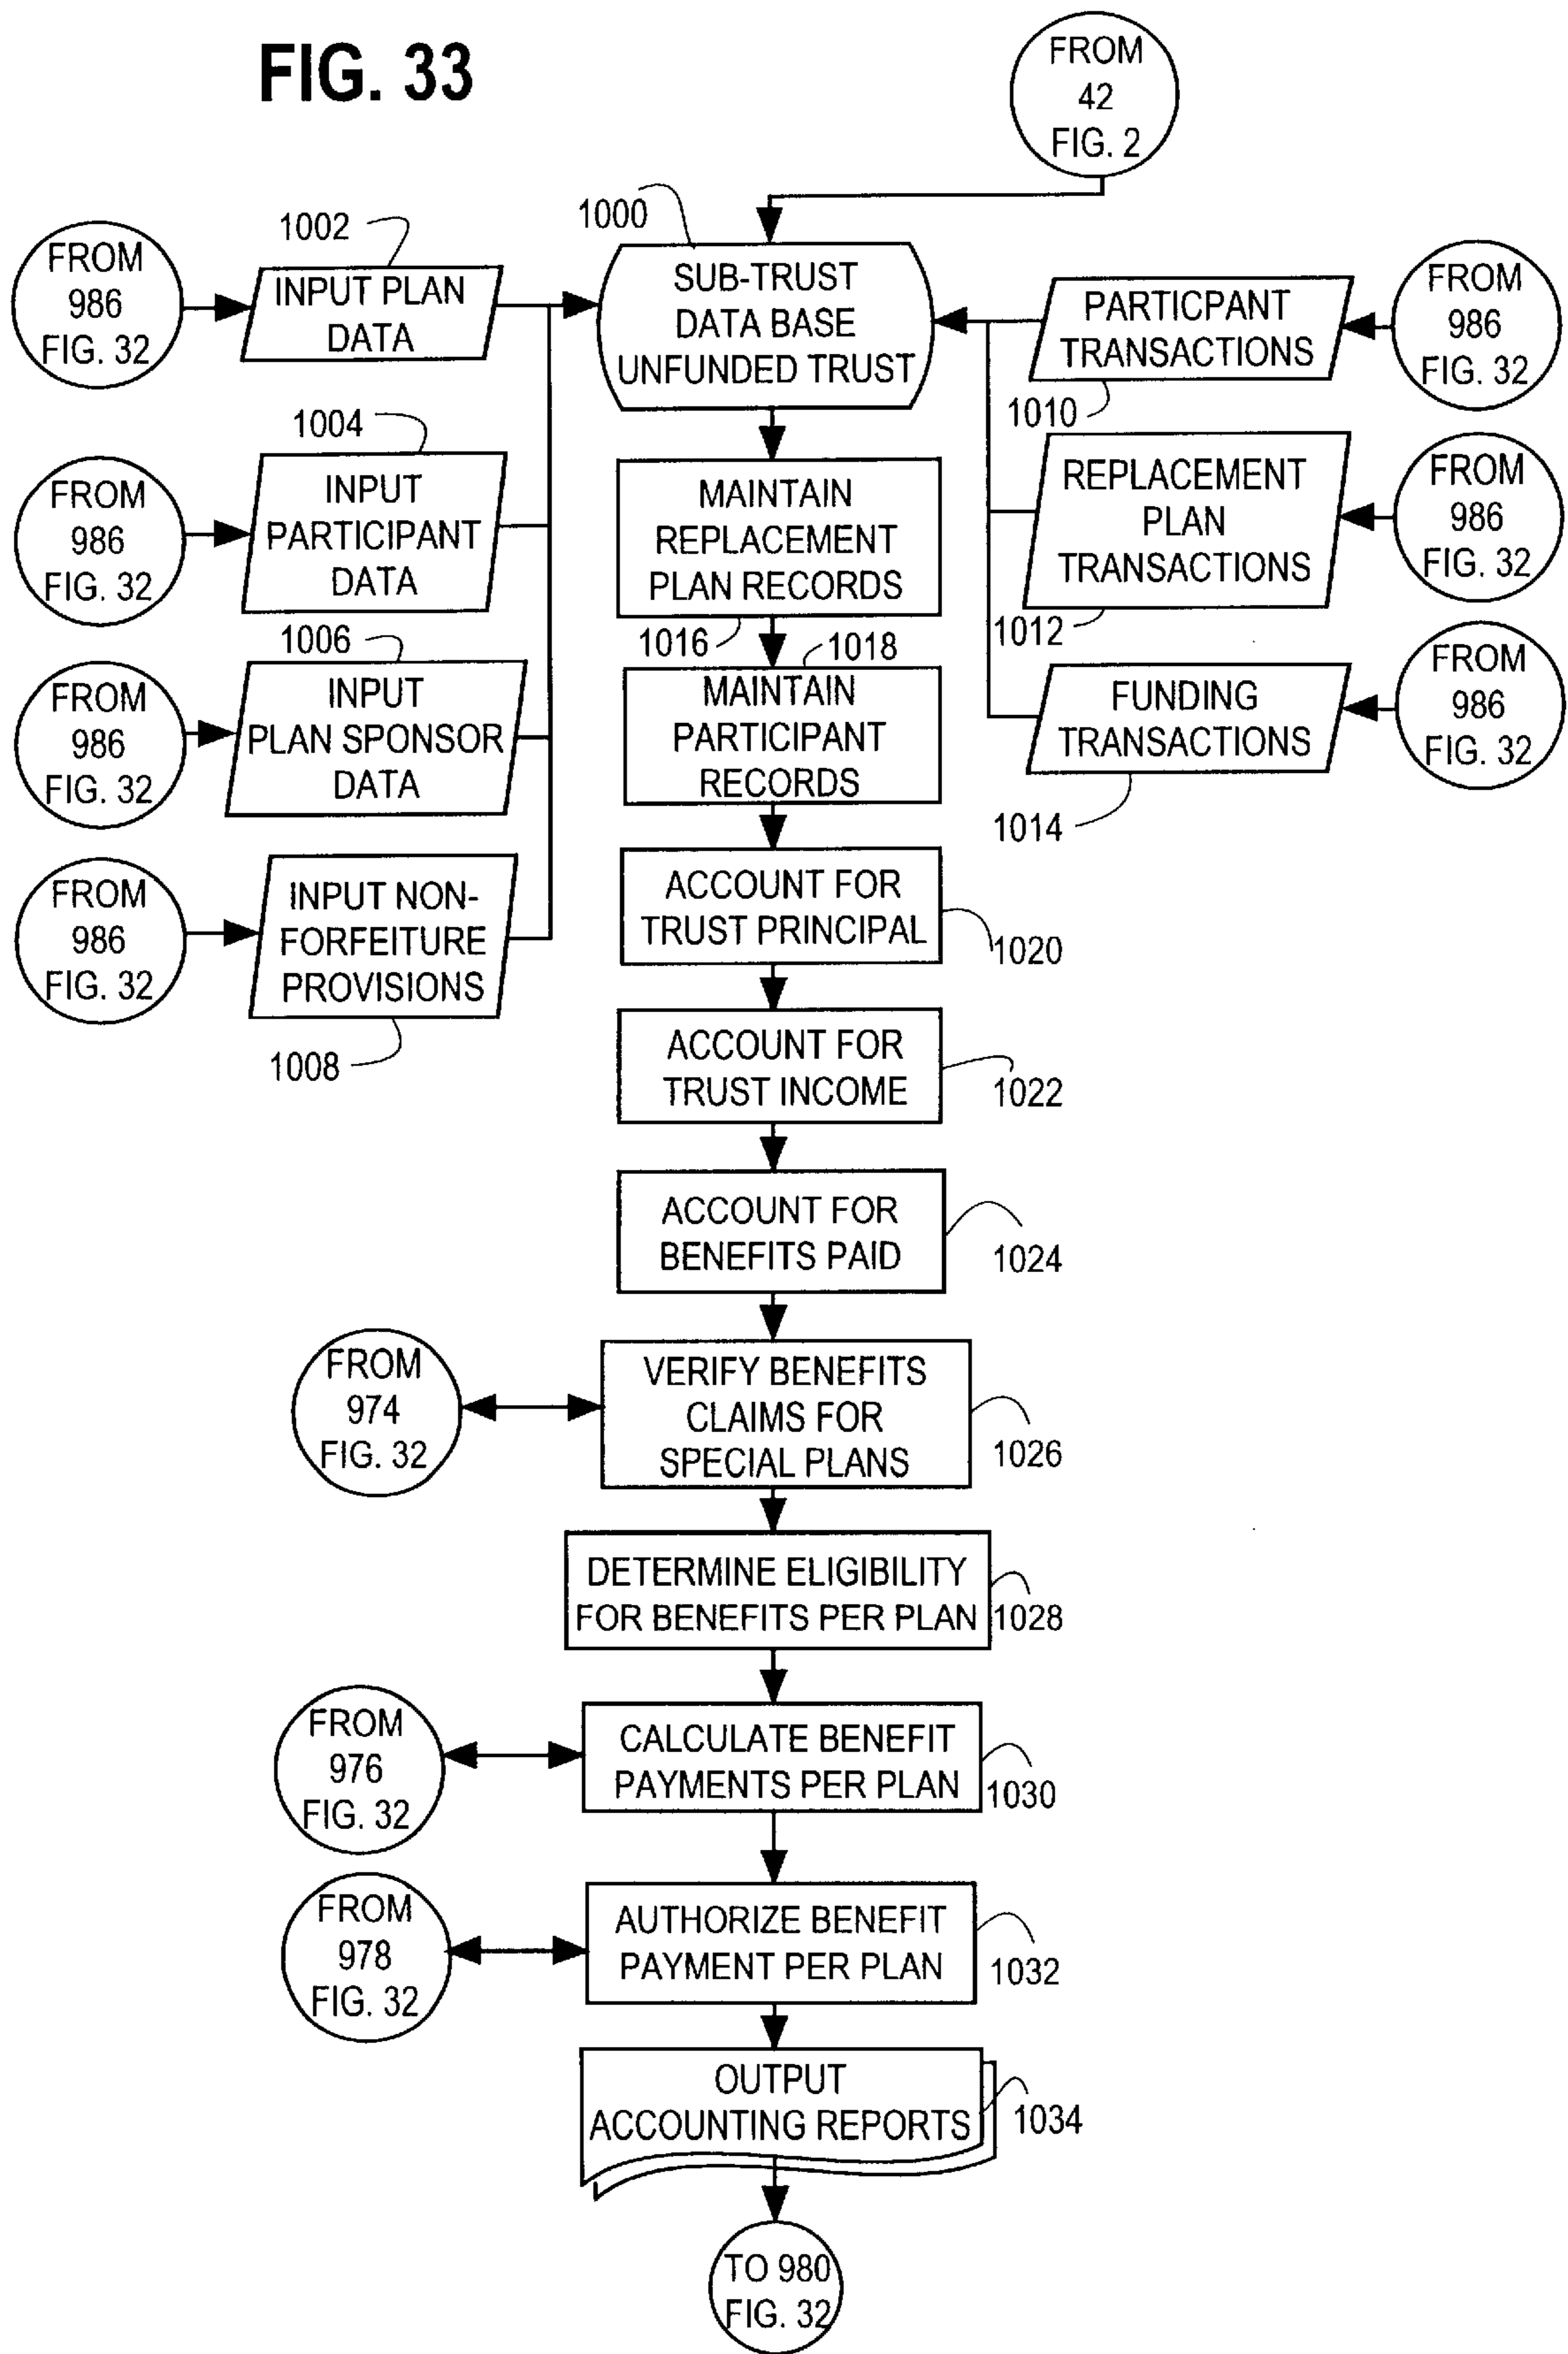 FIG. 33
FROM
42
FIG. 2
1000
SUB-TRUST
DATA BASE
UNFUNDED TRUST
FROM
986
FIG. 32
1002
INPUT PLAN
DATA
FROM
986
FIG. 32
1004
INPUT
PARTICIPANT
DATA
FROM
986
FIG. 32
1006
INPUT
PLAN SPONSOR
DATA
FROM
986
FIG. 32
INPUT NON-
FORFEITURE
PROVISIONS
1008
PARTICPANT
TRANSACTIONS
1010
FROM
986
FIG. 32
REPLACEMENT
PLAN
TRANSACTIONS
1012
FROM
986
FIG. 32
FUNDING
TRANSACTIONS
1014
FROM
986
FIG. 32
MAINTAIN
REPLACEMENT
PLAN RECORDS
1016
1018
MAINTAIN
PARTICIPANT
RECORDS
ACCOUNT FOR
TRUST PRINCIPAL
1020
ACCOUNT FOR
TRUST INCOME
1022
ACCOUNT FOR
BENEFITS PAID
1024
FROM
974
FIG. 32
VERIFY BENEFITS
CLAIMS FOR
SPECIAL PLANS
1026
DETERMINE ELIGIBILITY
FOR BENEFITS PER PLAN
1028
FROM
976
FIG. 32
CALCULATE BENEFIT
PAYMENTS PER PLAN
1030
FROM
978
FIG. 32
AUTHORIZE BENEFIT
PAYMENT PER PLAN
1032
OUTPUT
ACCOUNTING REPORTS
1034
TO 980
FIG. 32